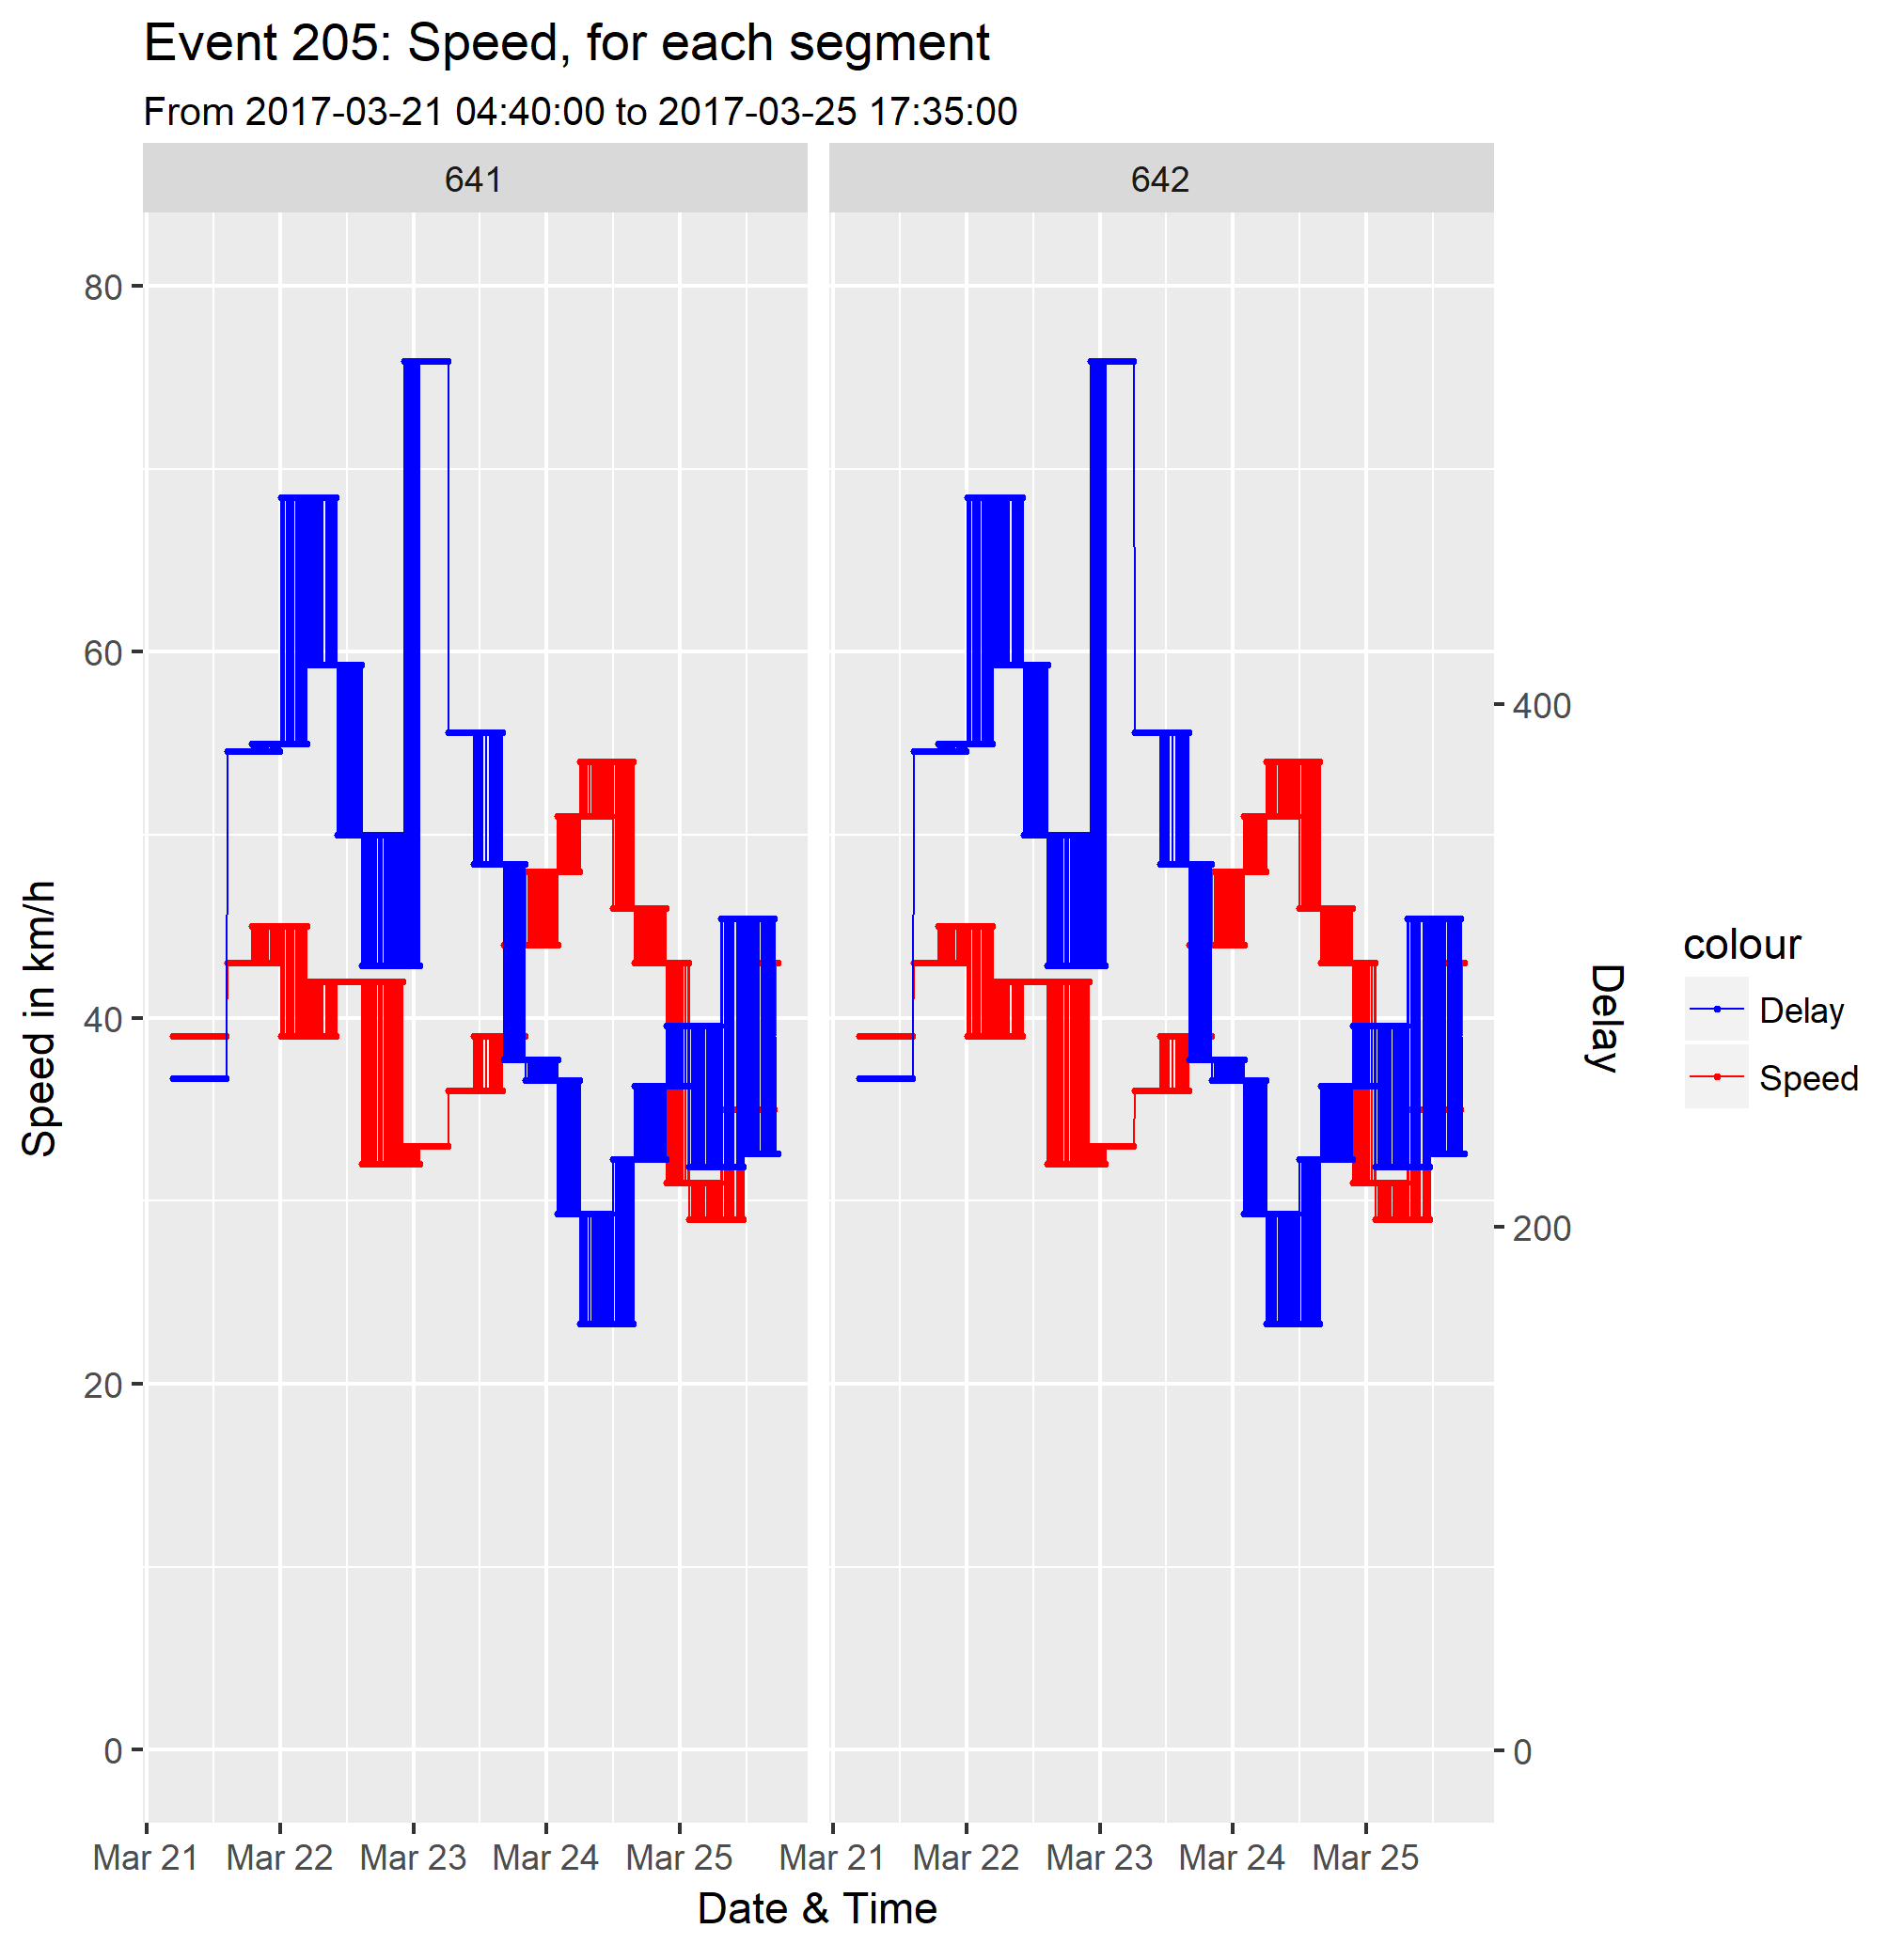 Event 205: Speed, for each segment
From 2017-03-21 04:40:00 to 2017-03-25 17:35:00
641 642
80
60
40
20
0
Speed in km/h
400
200
0
Delay
Mar 21 Mar 22 Mar 23 Mar 24 Mar 25 Mar 21 Mar 22 Mar 23 Mar 24 Mar 25
Date & Time
colour
Delay
Speed